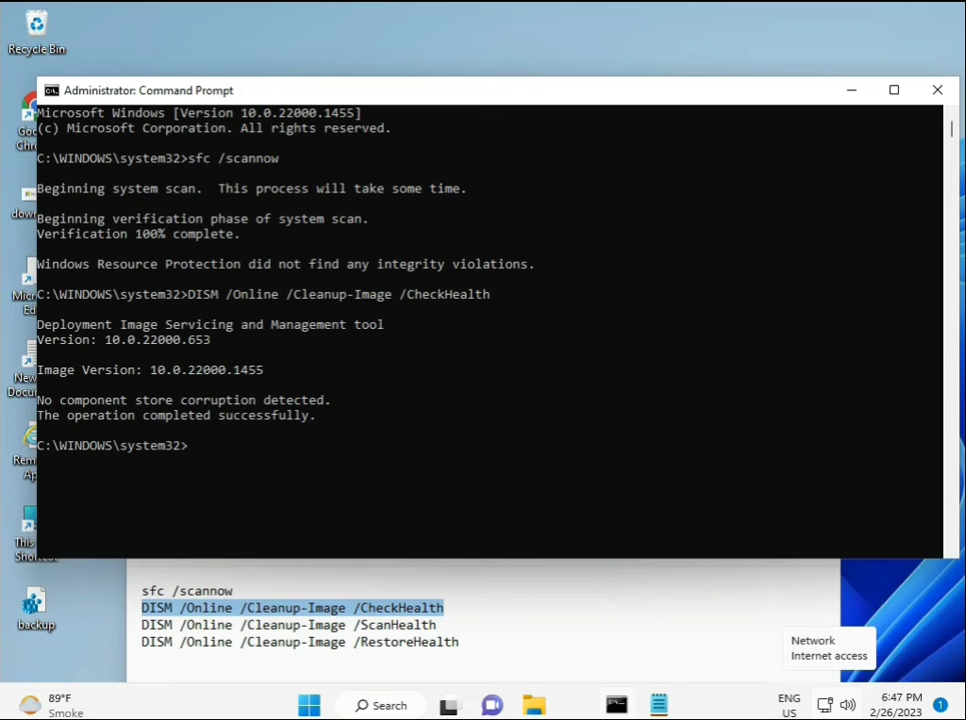 Recycle Bin
Administrator: Command Prompt
Microsoft Windows [Version 10.0.22000.1455]
(c) Microsoft Corporation. All rights reserved.
C:\WINDOWS\system32>sfc /scannow
Beginning system scan.  This process will take some time.
Beginning verification phase of system scan.
Verification 100% complete.
Windows Resource Protection did not find any integrity violations.
C:\WINDOWS\system32>DISM /Online /Cleanup-Image /CheckHealth
Deployment Image Servicing and Management tool
Version: 10.0.22000.653
Image Version: 10.0.22000.1455
No component store corruption detected.
The operation completed successfully.
C:\WINDOWS\system32>
backup
sfc /scannow
DISM /Online /Cleanup-Image /CheckHealth
DISM /Online /Cleanup-Image /ScanHealth
DISM /Online /Cleanup-Image /RestoreHealth
Network
Internet access
89°F
Smoke
Search
ENG
US
6:47 PM
2/26/2023
1